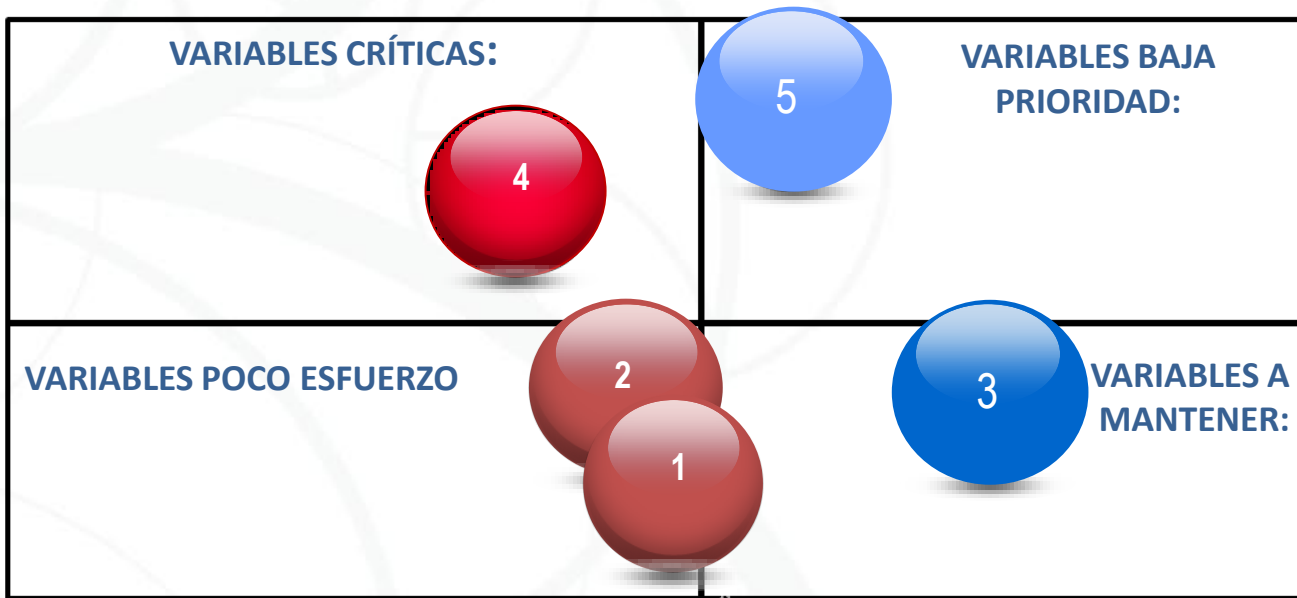 VARIABLES CRÍTICAS:
4
5
VARIABLES BAJA
PRIORIDAD:
VARIABLES POCO ESFUERZO
2
1
3
VARIABLES A
MANTENER: